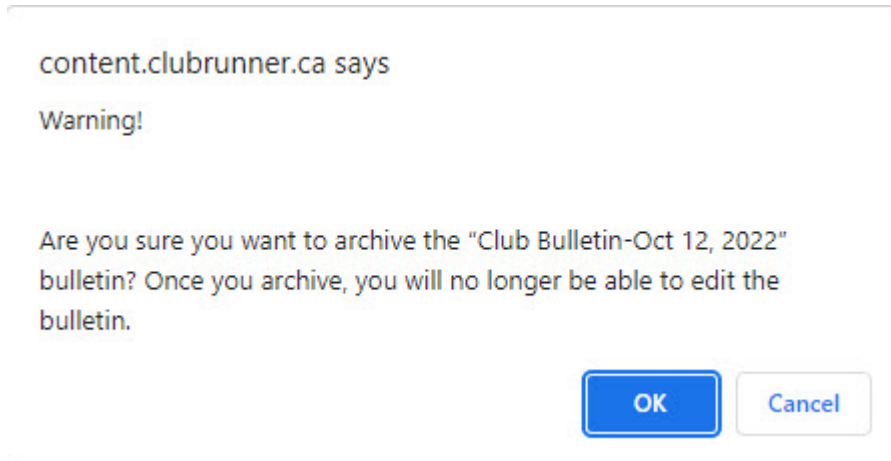 content.clubrunner.ca says
Warning!
Are you sure you want to archive the “Club Bulletin-Oct 12, 2022”
bulletin? Once you archive, you will no longer be able to edit the
bulletin.
OK Cancel